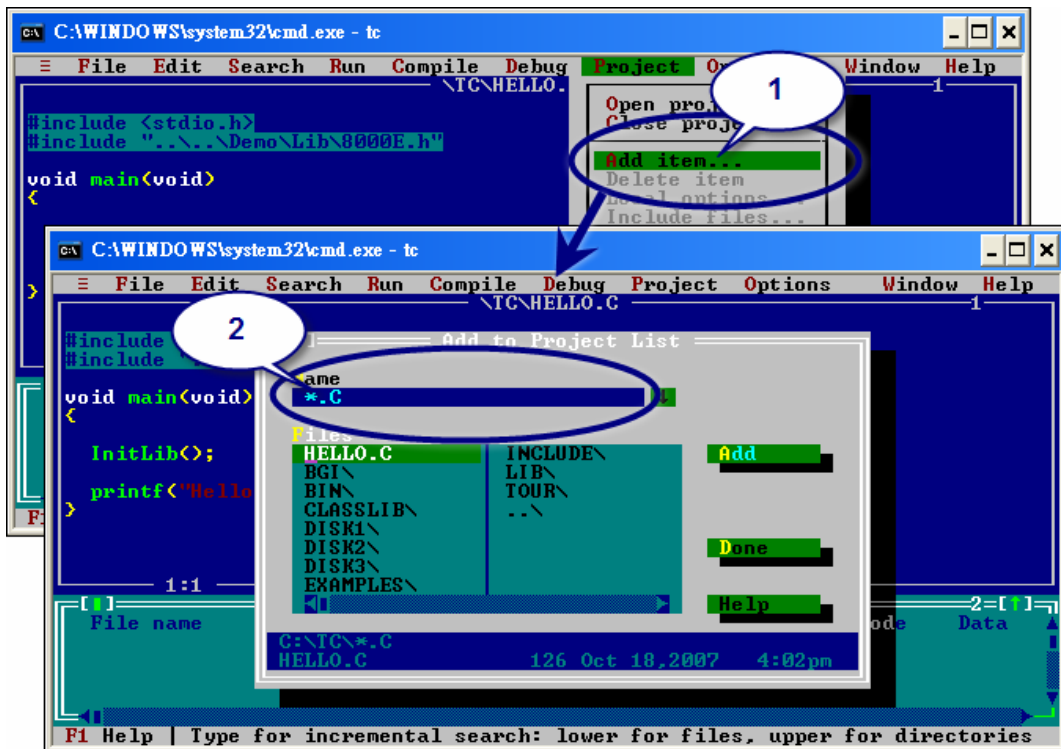 C:\WINDOWS\system32\cmd.exe - tc
≡ File Edit Search Run Compile Debug Project Window Help
\TC\HELLO. 1
1
Open
Close
#include <stdio.h>
#include "..\..\Demo\Lib\8000E.h"
Add item...
void main(void)
Delete item
{
Local options...
Include files...
}
C:\WINDOWS\system32\cmd.exe - tc
≡ File Edit Search Run Compile Debug Project Options Window Help
\TC\HELLO.C 1
2
#include
#include
Add to Project List
Name
*.C ↓
void main(void)
{
Files
HELLO.C INCLUDE\ Add
InitLib();
BGI\ LIB\
BIN\ TOUR\
printf("Hello
CLASSLIB\ ..\
}
DISK1\
DISK2\ Done
DISK3\
EXAMPLES\
1:1
Help
2=[↑]
File name Data
C:\TC\*.C
HELLO.C 126 Oct 18,2007 4:02pm
F1 Help | Type for incremental search: lower for files, upper for directories